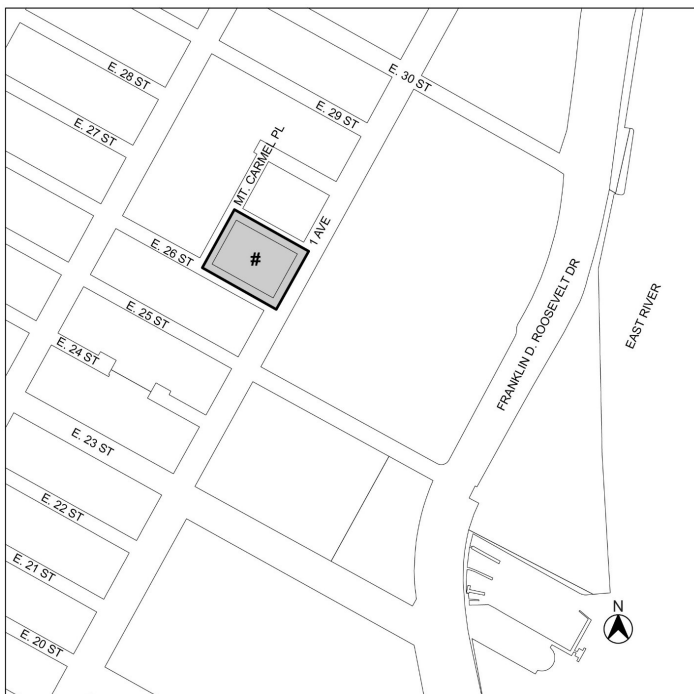 E. 30 ST
E. 28 ST
E. 29 ST
E. 27 ST
MT. CARMEL PL
1 AVE
E. 26 ST
#
FRANKLIN D. ROOSEVELT DR
EAST RIVER
E. 25 ST
E. 24 ST
E. 23 ST
E. 22 ST
E. 21 ST
N
E. 20 ST